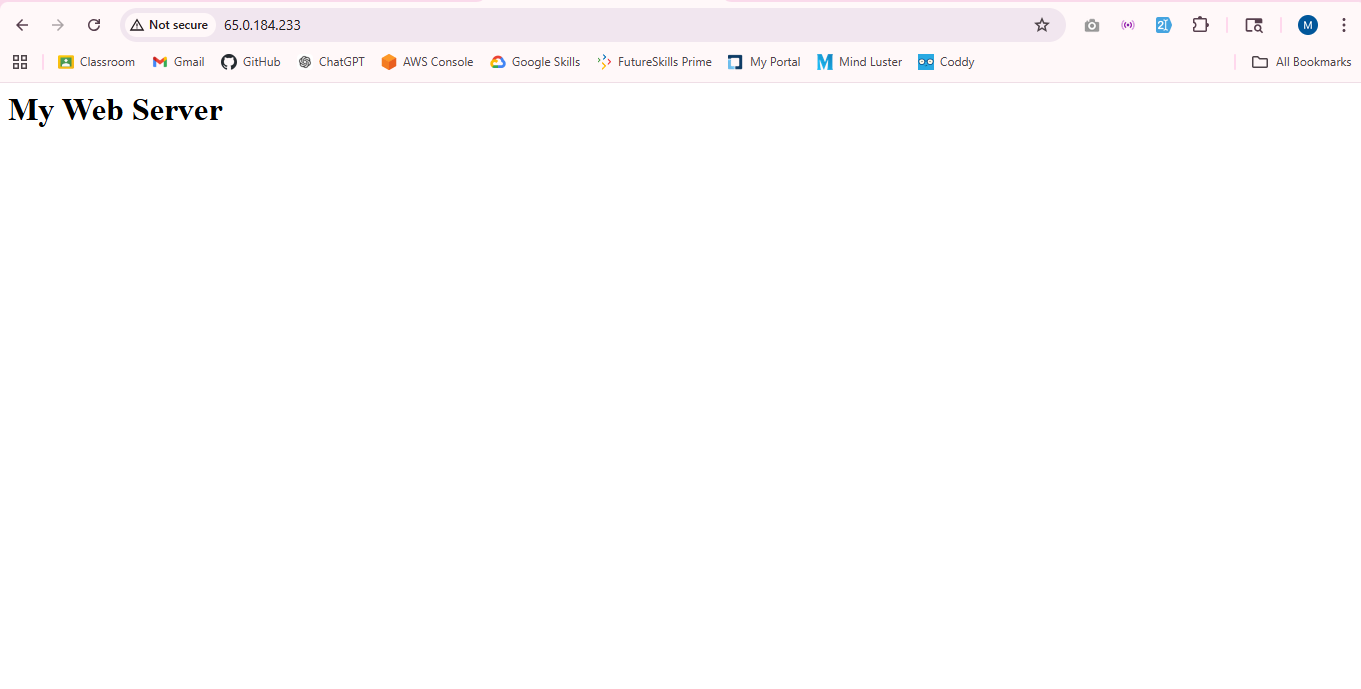 Not secure 65.0.184.233 M
Classroom Gmail GitHub ChatGPT AWS Console Google Skills FutureSkills Prime My Portal Mind Luster Coddy All Bookmarks
My Web Server